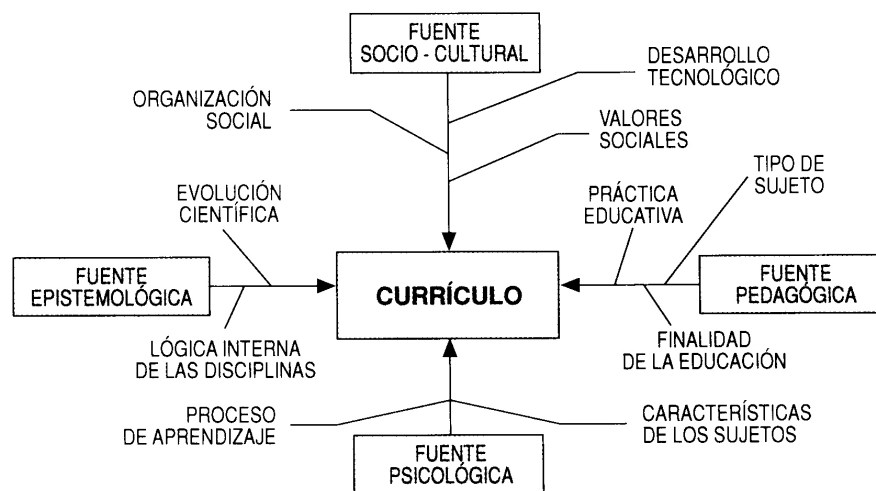 FUENTE
SOCIO - CULTURAL
DESARROLLO
TECNOLÓGICO
ORGANIZACIÓN
SOCIAL
VALORES
SOCIALES
TIPO DE
SUJETO
EVOLUCIÓN
CIENTÍFICA
PRÁCTICA
EDUCATIVA
FUENTE
EPISTEMOLÓGICA
CURRÍCULO
FUENTE
PEDAGÓGICA
LÓGICA INTERNA
DE LAS DISCIPLINAS
FINALIDAD
DE LA EDUCACIÓN
PROCESO
DE APRENDIZAJE
CARACTERÍSTICAS
DE LOS SUJETOS
FUENTE
PSICOLÓGICA